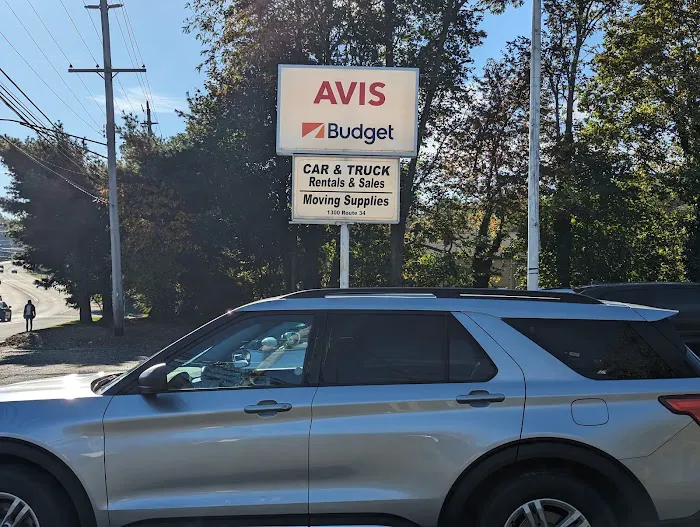 AVIS
Budget
CAR & TRUCK
Rentals & Sales
Moving Supplies
1300 Route 34